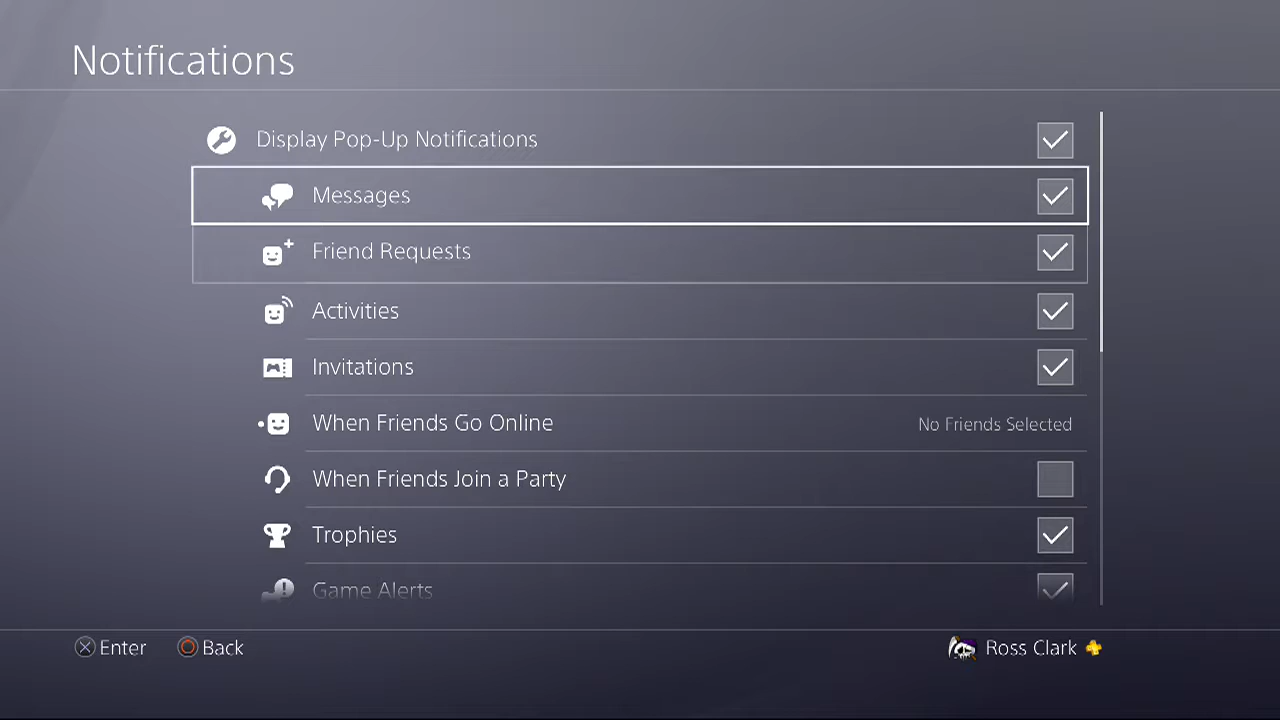 Notifications
Display Pop-Up Notifications
Messages
Friend Requests
Activities
Invitations
When Friends Go Online
No Friends Selected
When Friends Join a Party
Trophies
Game Alerts
Enter
Back
Ross Clark